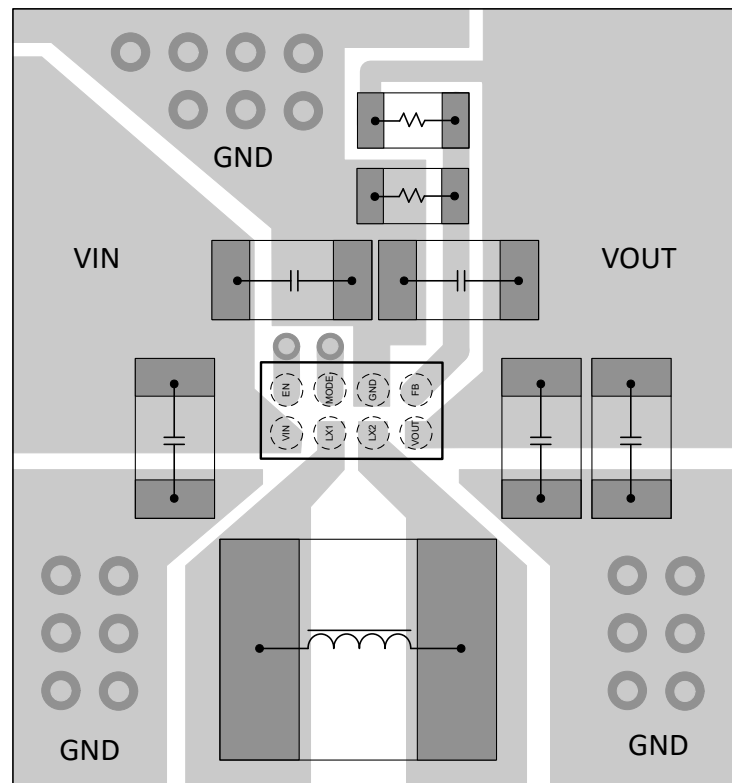 GND
VIN
VOUT
EN
MODE
GND
FB
VIN
LX1
LX2
VOUT
GND
GND